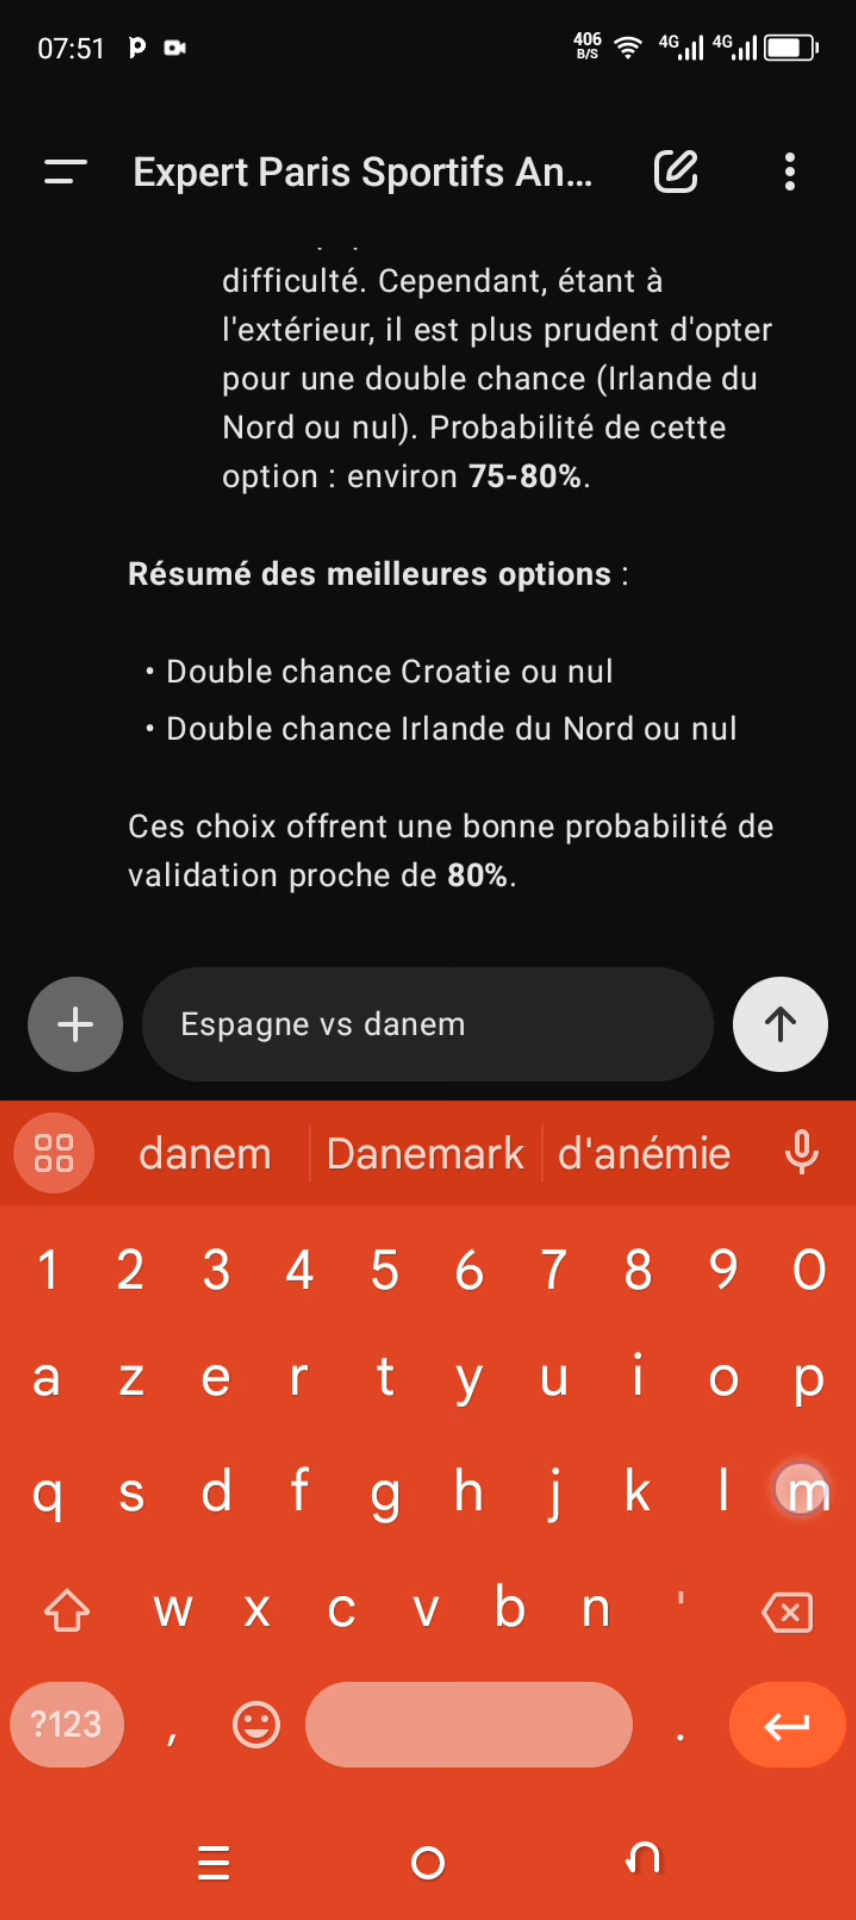 07:51 406 B/S 4G 4G
Expert Paris Sportifs An...
difficulté. Cependant, étant à
l'extérieur, il est plus prudent d'opter
pour une double chance (Irlande du
Nord ou nul). Probabilité de cette
option : environ 75-80%.
Résumé des meilleures options :
• Double chance Croatie ou nul
• Double chance Irlande du Nord ou nul
Ces choix offrent une bonne probabilité de
validation proche de 80%.
Espagne vs danem
danem Danemark d'anémie
1 2 3 4 5 6 7 8 9 0
a z e r t y u i o p
q s d f g h j k l m
w x c v b n '
?123 , .